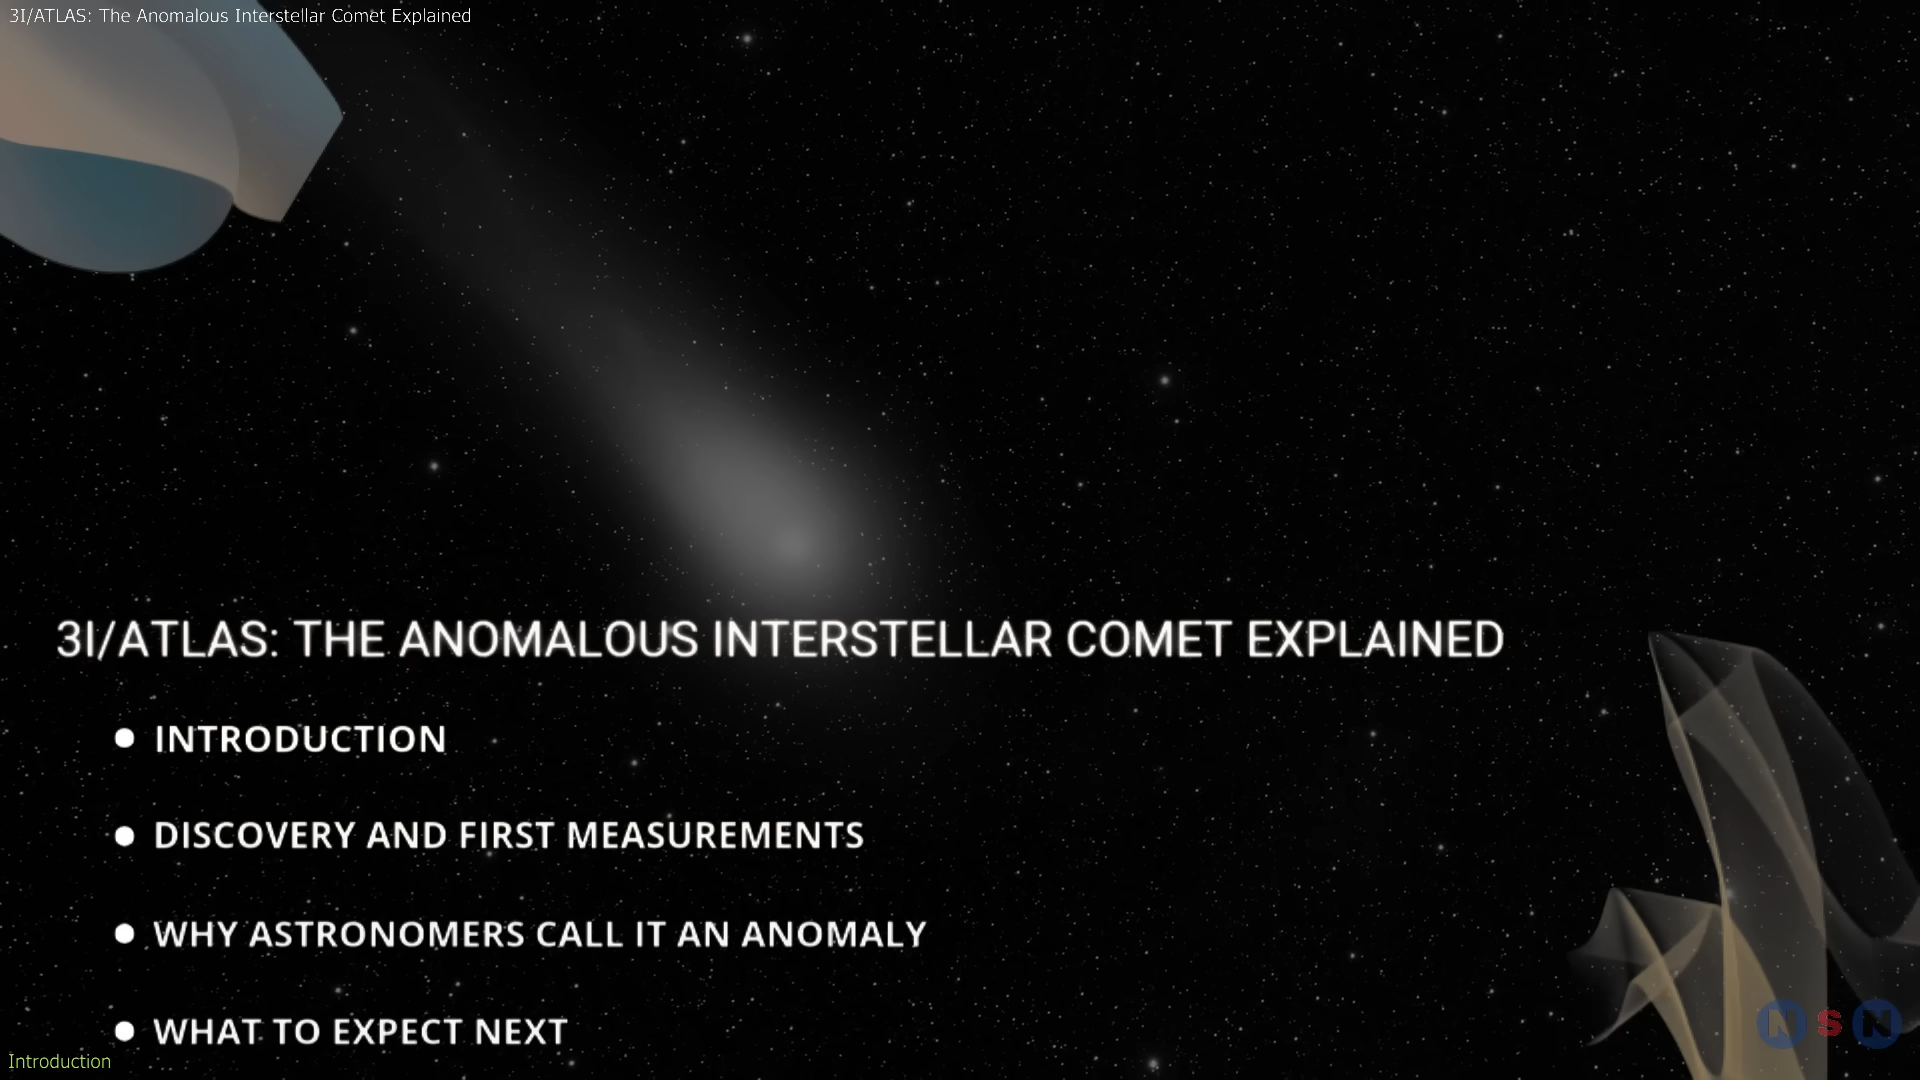 3I/ATLAS: The Anomalous Interstellar Comet Explained
3I/ATLAS: THE ANOMALOUS INTERSTELLAR COMET EXPLAINED
INTRODUCTION
DISCOVERY AND FIRST MEASUREMENTS
WHY ASTRONOMERS CALL IT AN ANOMALY
WHAT TO EXPECT NEXT
Introduction
N S N